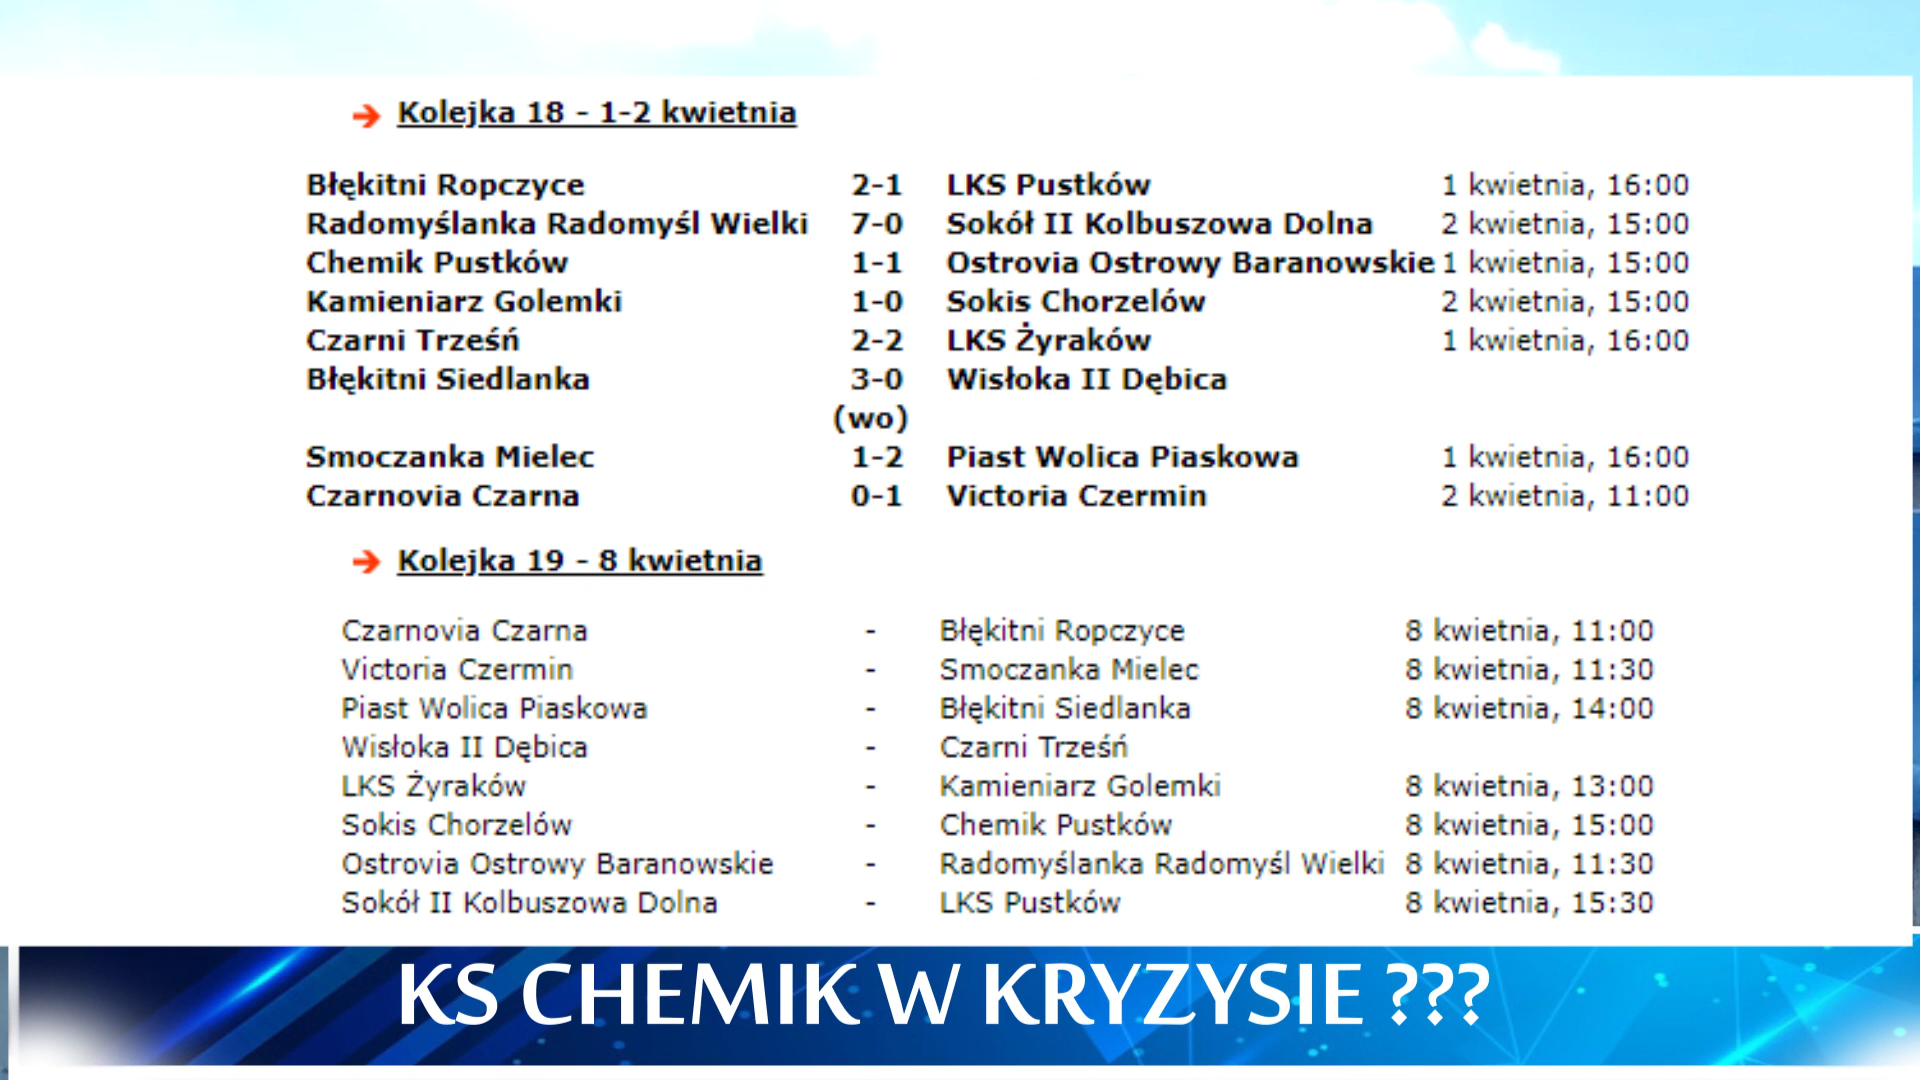 Kolejka 18 - 1-2 kwietnia
Błękitni Ropczyce 2-1 LKS Pustków 1 kwietnia, 16:00
Radomyślanka Radomyśl Wielki 7-0 Sokół II Kolbuszowa Dolna 2 kwietnia, 15:00
Chemik Pustków 1-1 Ostrovia Ostrowy Baranowskie 1 kwietnia, 15:00
Kamieniarz Golemki 1-0 Sokis Chorzelów 2 kwietnia, 15:00
Czarni Trześń 2-2 LKS Żyraków 1 kwietnia, 16:00
Błękitni Siedlanka 3-0 Wisłoka II Dębica
(wo)
Smoczanka Mielec 1-2 Piast Wolica Piaskowa 1 kwietnia, 16:00
Czarnovia Czarna 0-1 Victoria Czermin 2 kwietnia, 11:00
Kolejka 19 - 8 kwietnia
Czarnovia Czarna - Błękitni Ropczyce 8 kwietnia, 11:00
Victoria Czermin - Smoczanka Mielec 8 kwietnia, 11:30
Piast Wolica Piaskowa - Błękitni Siedlanka 8 kwietnia, 14:00
Wisłoka II Dębica - Czarni Trześń
LKS Żyraków - Kamieniarz Golemki 8 kwietnia, 13:00
Sokis Chorzelów - Chemik Pustków 8 kwietnia, 15:00
Ostrovia Ostrowy Baranowskie - Radomyślanka Radomyśl Wielki 8 kwietnia, 11:30
Sokół II Kolbuszowa Dolna - LKS Pustków 8 kwietnia, 15:30
KS CHEMIK W KRYZYSIE ???